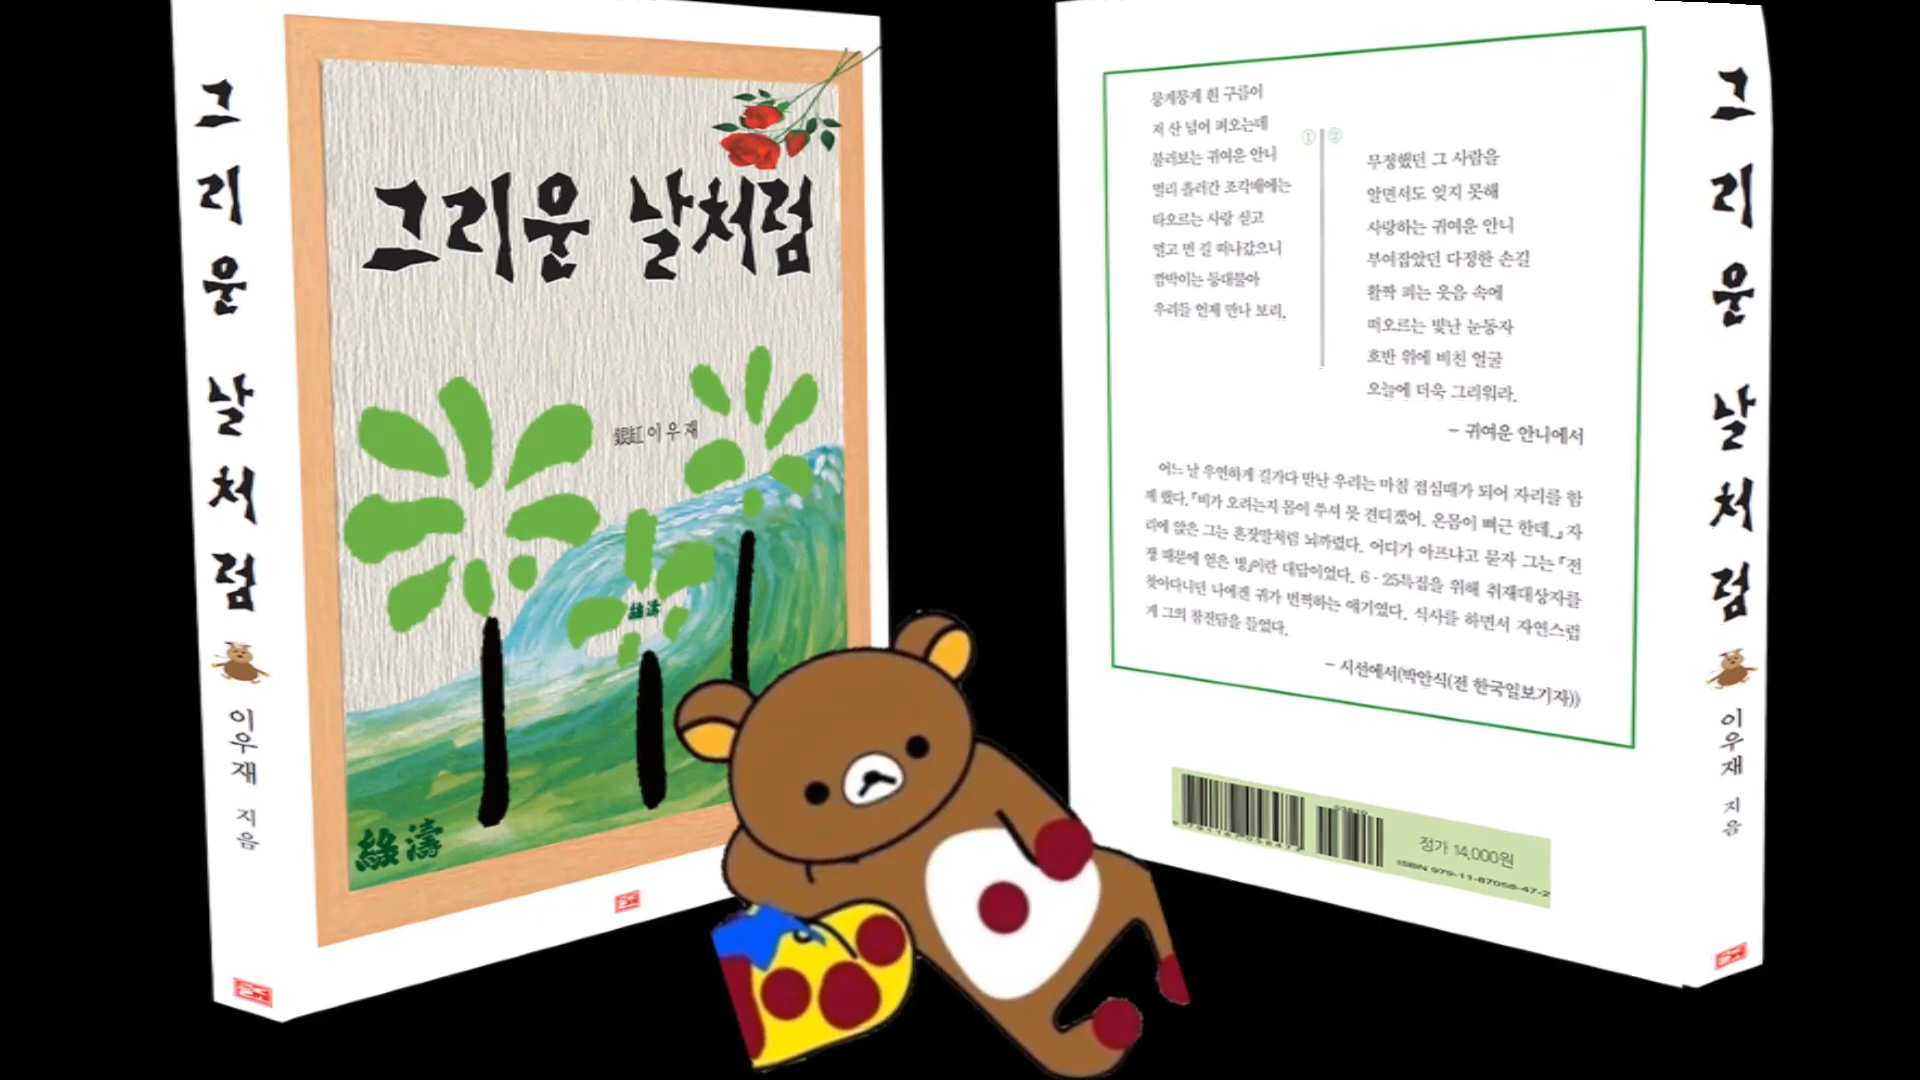 그리운 날처럼
이우재 지음
그리운 날처럼
銀缸 이우재
綠濤
綠濤
뭉게뭉게 흰 구름이
재 산 넘어 퍼오는데
불러보는 귀여운 안니
멀리 흘러간 조각배에는
타오르는 사랑 싣고
멀고 먼 길 떠나갔으니
깜박이는 등대불아
우리들 언제 만나 보리.
① ②
무정했던 그 사람을
알면서도 잊지 못해
사랑하는 귀여운 안니
부여잡았던 다정한 손길
활짝 피는 웃음 속에
떠오르는 빛난 눈동자
호반 위에 비친 얼굴
오늘에 더욱 그리워라.
- 귀여운 안니에서
어느 날 우연하게 길가다 만난 우리는 마침 점심때가 되어 자리를 함
께 했다.『비가 오려는지 몸이 쑤셔 못 견디겠어. 온몸이 뻐근 한데..』자
리에 앉은 그는 혼잣말처럼 뇌까렸다. 어디가 아프냐고 묻자 그는『전
쟁 때문에 얻은 병』이란 대답이었다. 6·25특집을 위해 취재대상자를
찾아다니던 나에겐 귀가 번쩍하는 얘기였다. 식사를 하면서 자연스럽
게 그의 참전담을 들었다.
- 시선에서(박안식(전 한국일보기자))
정가 14,000원
ISBN 979-11-87058-47-2
그리운 날처럼
이우재 지음